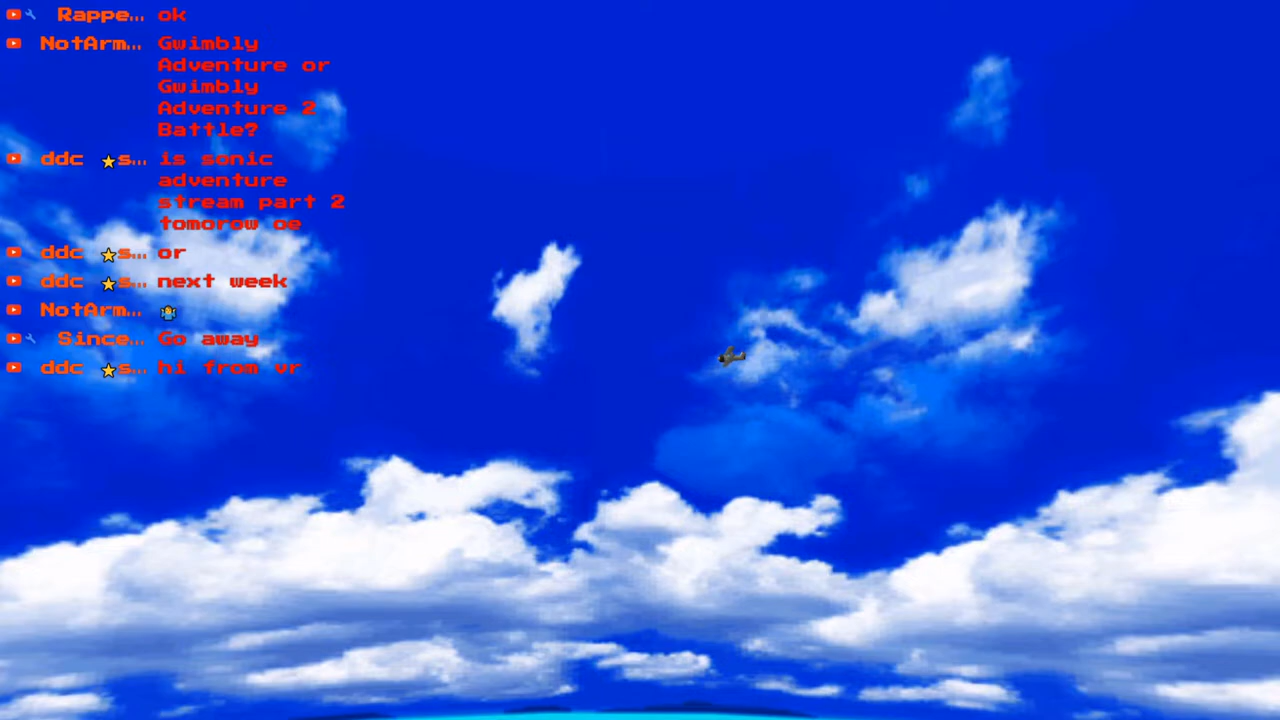 Rappe... ok
NotArm... Gwimbly
Adventure or
Gwimbly
Adventure 2
Battle?
ddc ⭐s... is sonic
adventure
stream part 2
tomorow oe
ddc ⭐s... or
ddc ⭐s... next week
NotArm...
Since... Go away
ddc ⭐s... hi from vr